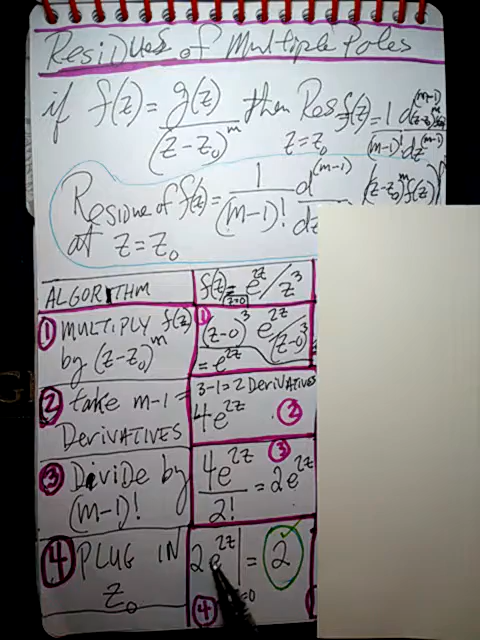 Residues of Multiple Poles
if f(z) = g(z)/(z-z₀)^m then Res f(z) = 1/(m-1)! d^(m-1)/dz^(m-1) (z-z₀)^m
z=z₀
Residue of f(z) = 1/(m-1)! d^(m-1)/dz (z-z₀)^m f(z)
at z=z₀
ALGORITHM
f(z) = e^2z/z³
z=0
① MULTIPLY f(z)
by (z-z₀)^m
① (z-0)³ e^2z/(z-0)³
= e^2z
② take m-1 =
DERIVATIVES
3-1=2 Derivatives
4e^2z ②
③ Divide by
(m-1)!
③
4e^2z/2! = 2e^2z
④ PLUG IN
z₀
2e^2z| = 2
④ 0